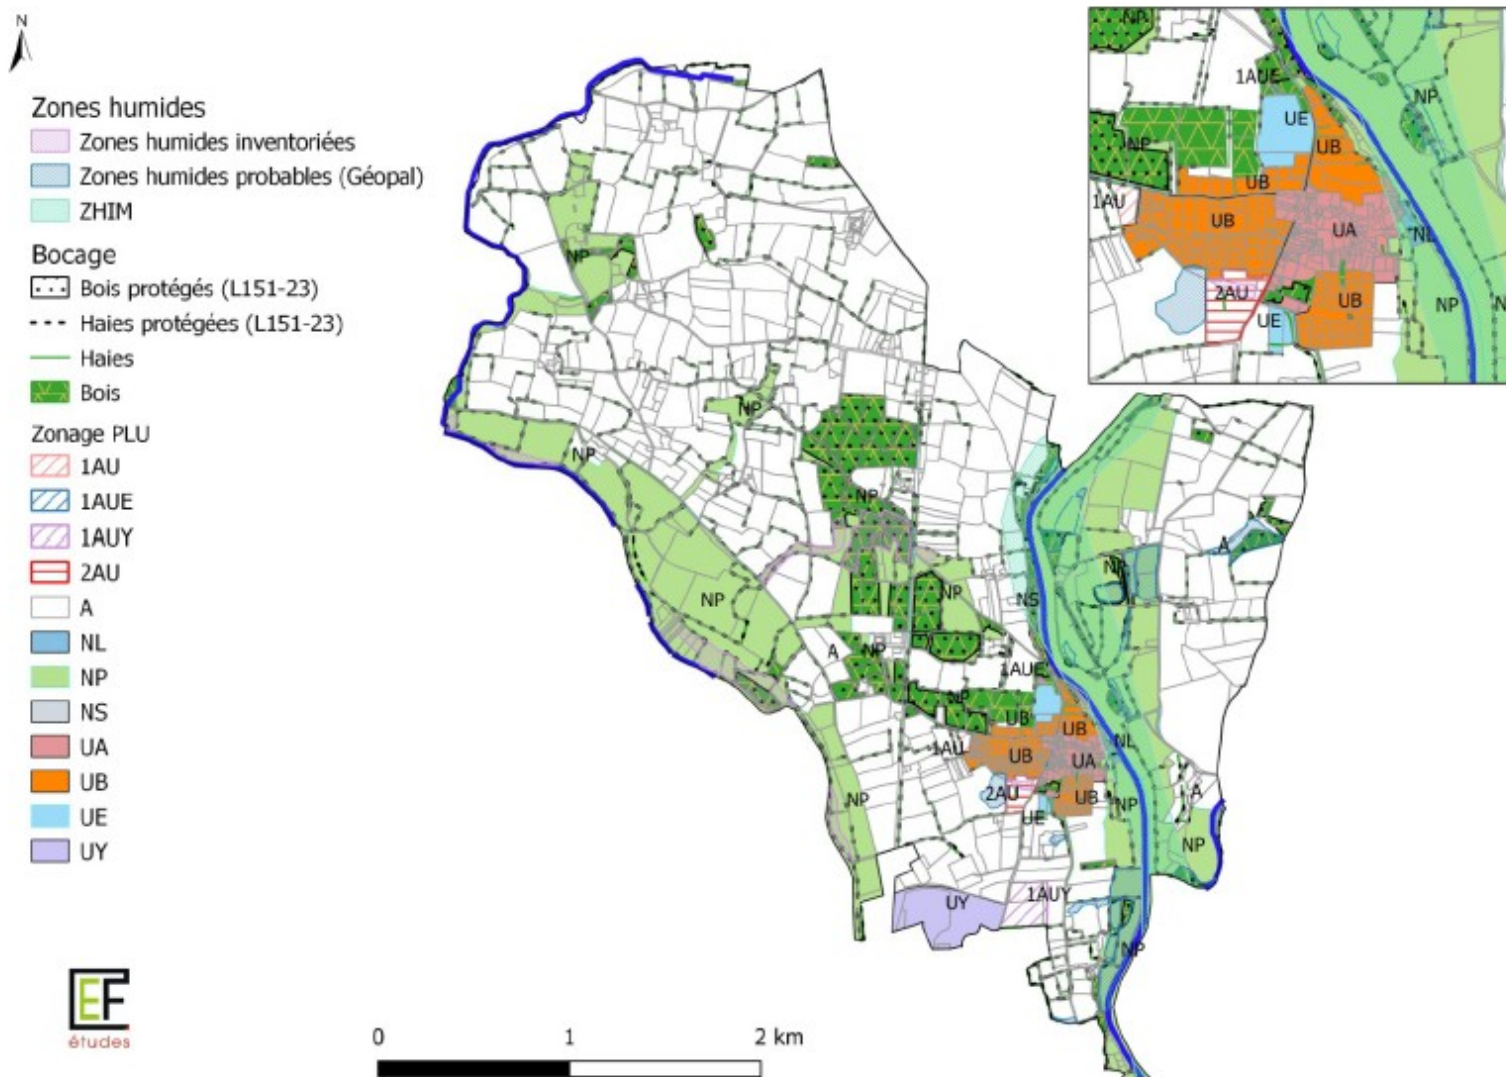 N
Zones humides
Zones humides inventoriées
Zones humides probables (Géopal)
ZHIM
Bocage
Bois protégés (L151-23)
Haies protégées (L151-23)
Haies
Bois
Zonage PLU
1AU
1AUE
1AUY
2AU
A
NL
NP
NS
UA
UB
UE
UY
EF
études
0 1 2 km
NP
1AUE
NP
UE
UB
NP
UB
1AU
UB
UA
NL
2AU
UB
NP
N
UE
NP
NP
NP
NP
A
NP
NP
NP
NS
A
NP
1AUE
NP
UB
UB
1AU
UB
UA
NL
2AU
UB
NP
A
NP
UE
NP
1AUY
UY
NP